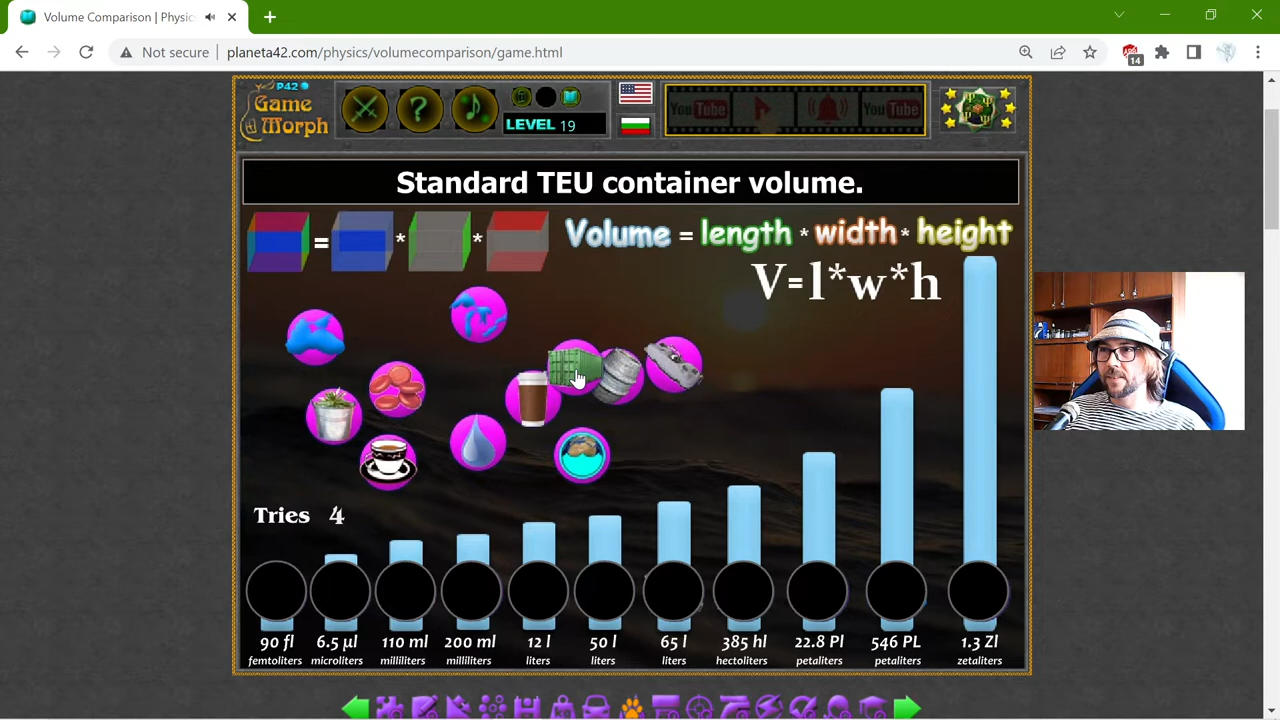 Volume Comparison | Physic
Not secure
planeta42.com/physics/volumecomparison/game.html
14
P42
Game
Morph
LEVEL 19
YouTube
YouTube
Standard TEU container volume.
= * *
Volume = length * width * height
V=l*w*h
Tries 4
90 fl 6.5 µl 110 ml 200 ml 12 l 50 l 65 l 385 hl 22.8 Pl 546 PL 1.3 Zl
femtoliters microliters milliliters milliliters liters liters liters hectoliters petaliters petaliters zetaliters